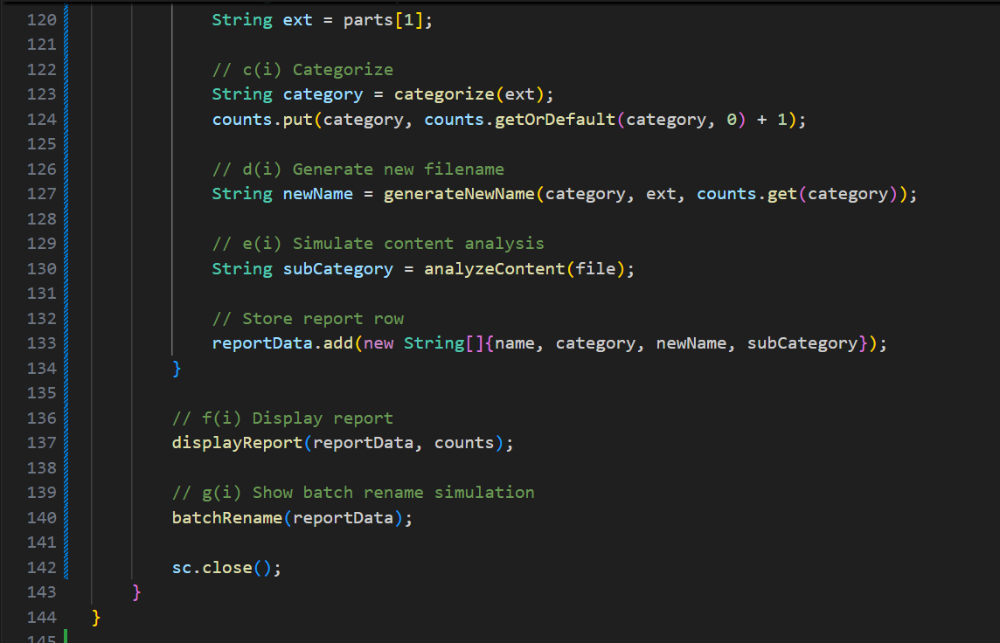 120 String ext = parts[1];
121
122 // c(i) Categorize
123 String category = categorize(ext);
124 counts.put(category, counts.getOrDefault(category, 0) + 1);
125
126 // d(i) Generate new filename
127 String newName = generateNewName(category, ext, counts.get(category));
128
129 // e(i) Simulate content analysis
130 String subCategory = analyzeContent(file);
131
132 // Store report row
133 reportData.add(new String[]{name, category, newName, subCategory});
134 }
135
136 // f(i) Display report
137 displayReport(reportData, counts);
138
139 // g(i) Show batch rename simulation
140 batchRename(reportData);
141
142 sc.close();
143 }
144 }
145